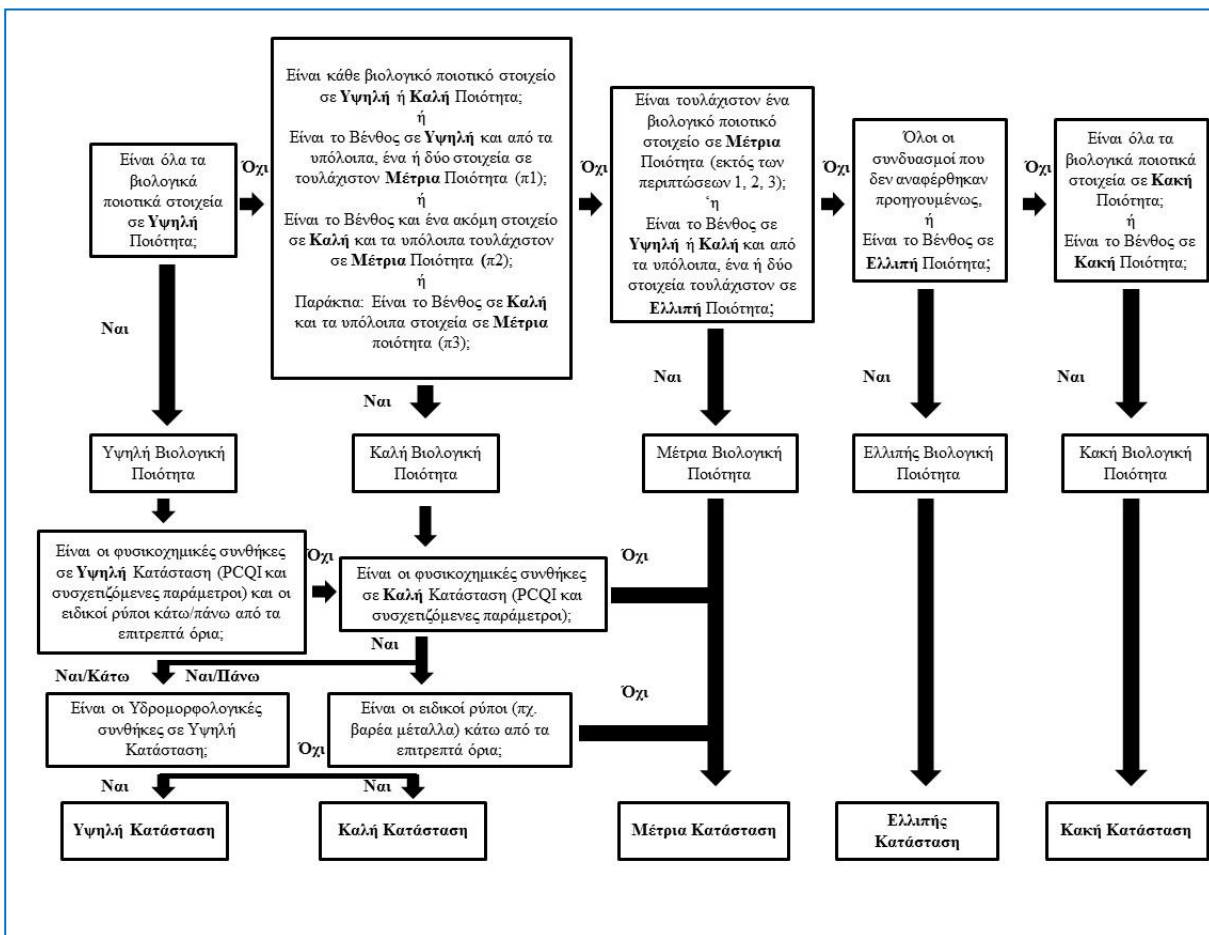 Είναι όλα τα
βιολογικά
ποιοτικά στοιχεία
σε Υψηλή
Ποιότητα;
Όχι
Είναι κάθε βιολογικό ποιοτικό στοιχείο
σε Υψηλή ή Καλή Ποιότητα;
ή
Είναι το Βένθος σε Υψηλή και από τα
υπόλοιπα, ένα ή δύο στοιχεία σε
τουλάχιστον Μέτρια Ποιότητα (π1);
ή
Είναι το Βένθος και ένα ακόμη στοιχείο
σε Καλή και τα υπόλοιπα τουλάχιστον
σε Μέτρια Ποιότητα (π2);
ή
Παράκτια: Είναι το Βένθος σε Καλή
και τα υπόλοιπα στοιχεία σε Μέτρια
ποιότητα (π3);
Όχι
Είναι τουλάχιστον ένα
βιολογικό ποιοτικό
στοιχείο σε Μέτρια
Ποιότητα (εκτός των
περιπτώσεων 1, 2, 3);
‘η
Είναι το Βένθος σε
Υψηλή ή Καλή και από
τα υπόλοιπα, ένα ή δύο
στοιχεία τουλάχιστον σε
Ελλιπή Ποιότητα;
Όχι
Όλοι οι
συνδυασμοί που
δεν αναφέρθηκαν
προηγουμένως,
ή
Είναι το Βένθος σε
Ελλιπή Ποιότητα;
Όχι
Είναι όλα τα
βιολογικά ποιοτικά
στοιχεία σε Κακή
Ποιότητα;
ή
Είναι το Βένθος σε
Κακή Ποιότητα;
Ναι
Ναι
Ναι
Ναι
Ναι
Υψηλή Βιολογική
Ποιότητα
Καλή Βιολογική
Ποιότητα
Μέτρια Βιολογική
Ποιότητα
Ελλιπής Βιολογική
Ποιότητα
Κακή Βιολογική
Ποιότητα
Είναι οι φυσικοχημικές συνθήκες
σε Υψηλή Κατάσταση (PCQI και
συσχετιζόμενες παράμετροι) και οι
ειδικοί ρύποι κάτω/πάνω από τα
επιτρεπτά όρια;
Όχι
Είναι οι φυσικοχημικές συνθήκες
σε Καλή Κατάσταση (PCQI και
συσχετιζόμενες παράμετροι);
Όχι
Ναι
Ναι/Κάτω
Ναι/Πάνω
Είναι οι Υδρομορφολογικές
συνθήκες σε Υψηλή
Κατάσταση;
Όχι
Είναι οι ειδικοί ρύποι (πχ.
βαρέα μέταλλα) κάτω από τα
επιτρεπτά όρια;
Όχι
Ναι
Ναι
Υψηλή Κατάσταση
Καλή Κατάσταση
Μέτρια Κατάσταση
Ελλιπής
Κατάσταση
Κακή Κατάσταση